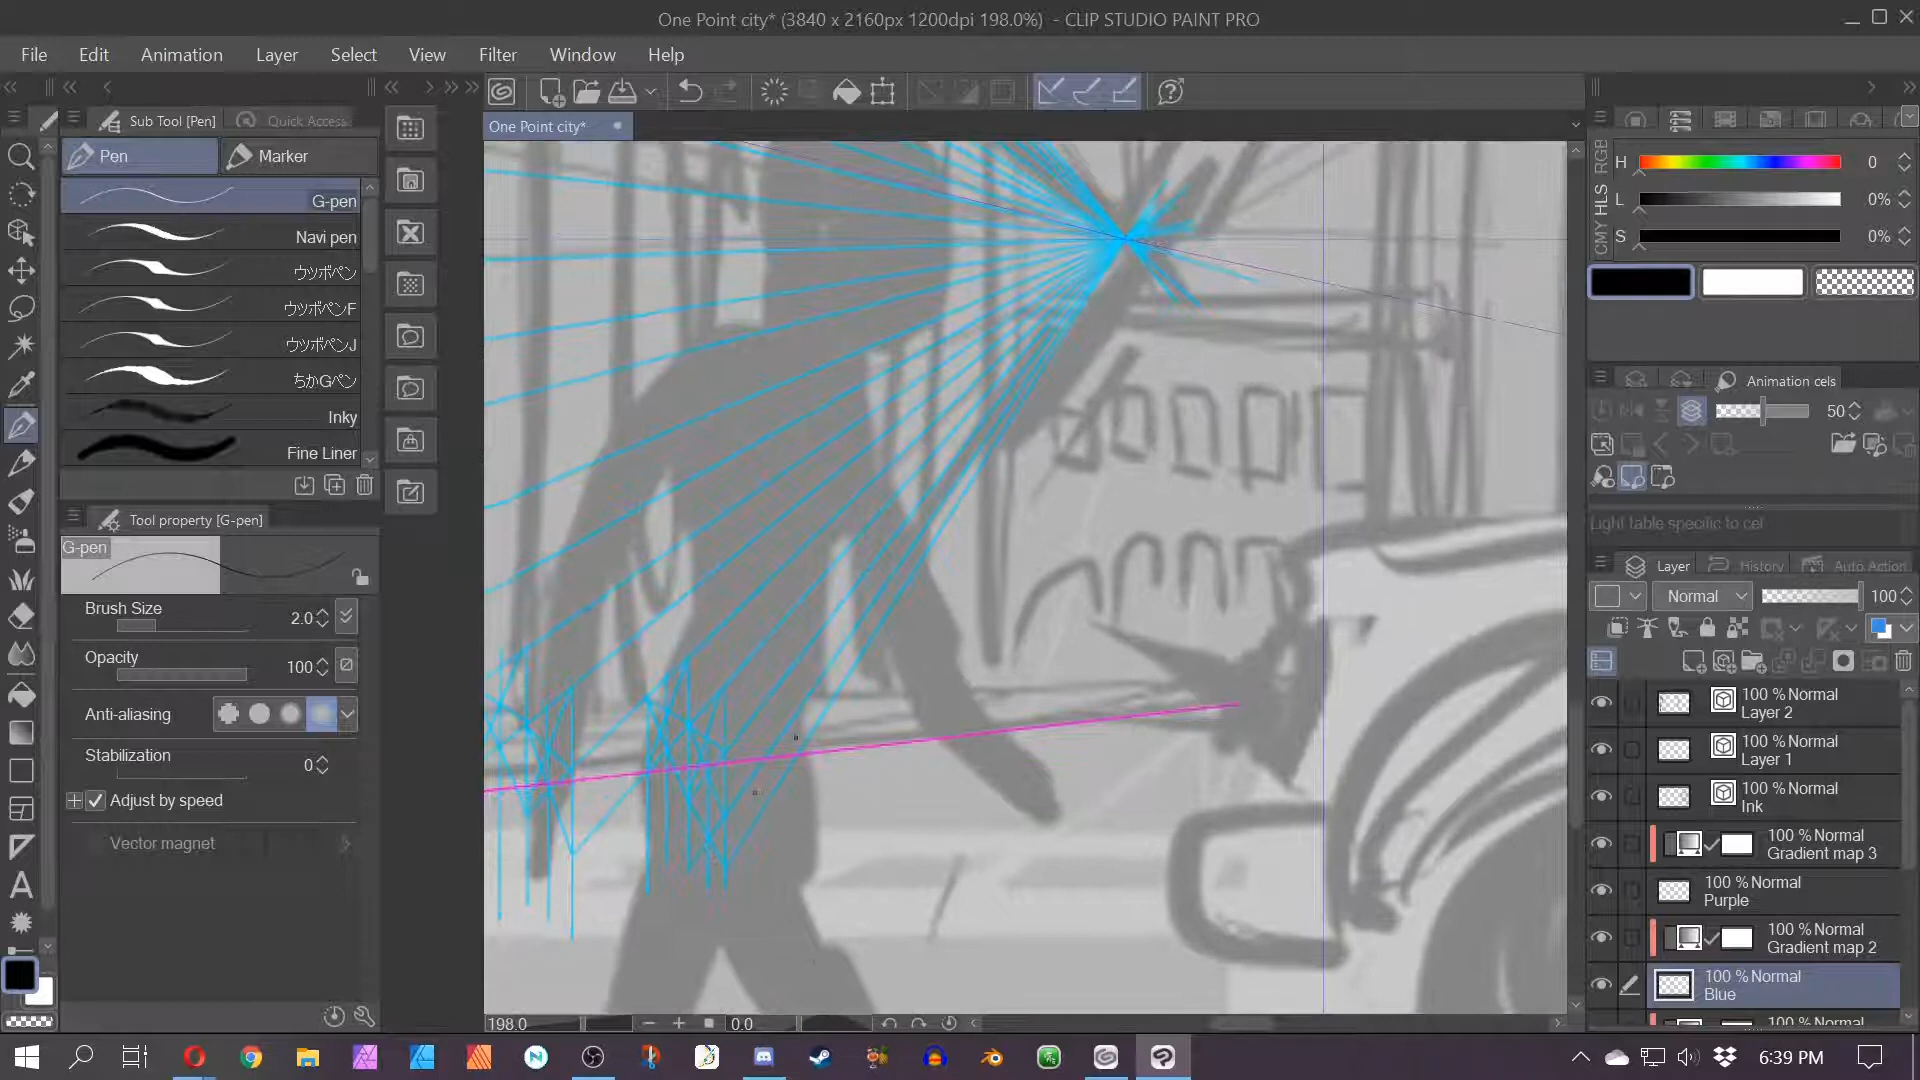 One Point city* (3840 x 2160px 1200dpi 198.0%) - CLIP STUDIO PAINT PRO
File Edit Animation Layer Select View Filter Window Help
Sub Tool [Pen] Quick Access
One Point city*
Pen Marker
G-pen
Navi pen
ウツボペン
ウツボペンF
ウツボペンJ
ちかGペン
Inky
Fine Liner
Tool property [G-pen]
G-pen
Brush Size 2.0
Opacity 100
Anti-aliasing
Stabilization 0
Adjust by speed
Vector magnet
RGB
HLS
CMY
H 0
L 0%
S 0%
Animation cels
50
Light table specific to cel
Layer History Auto Action
Normal 100
100 % Normal
Layer 2
100 % Normal
Layer 1
100 % Normal
Ink
100 % Normal
Gradient map 3
100 % Normal
Purple
100 % Normal
Gradient map 2
100 % Normal
Blue
100 % Normal
198.0 0.0
6:39 PM